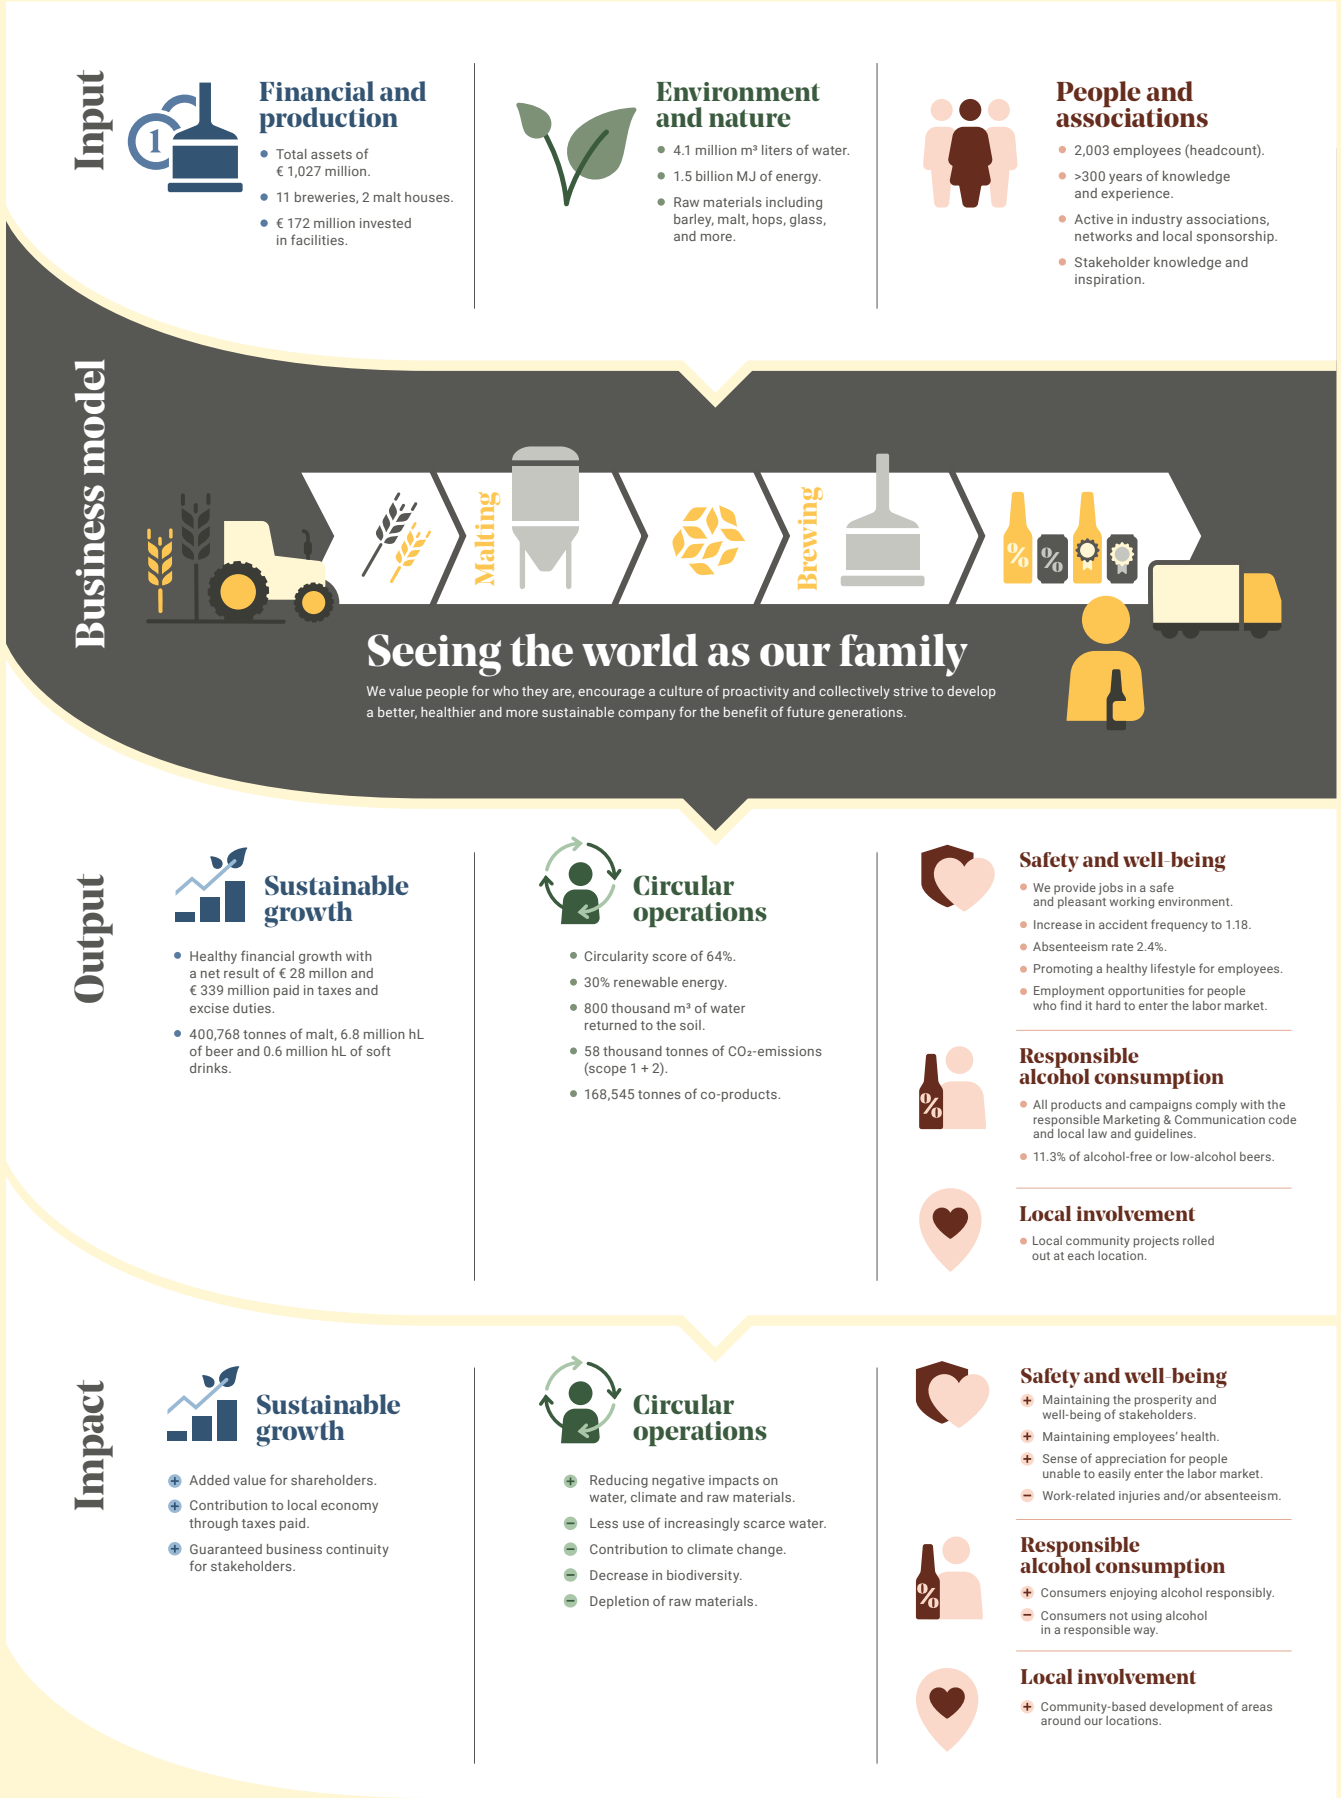 Input
1
Financial and
production
Total assets of
€ 1,027 million.
11 breweries, 2 malt houses.
€ 172 million invested
in facilities.
Environment
and nature
4.1 million m³ liters of water.
1.5 billion MJ of energy.
Raw materials including
barley, malt, hops, glass,
and more.
People and
associations
2,003 employees (headcount).
>300 years of knowledge
and experience.
Active in industry associations,
networks and local sponsorship.
Stakeholder knowledge and
inspiration.
Business model
Malting
Brewing
%
%
Seeing the world as our family
We value people for who they are, encourage a culture of proactivity and collectively strive to develop
a better, healthier and more sustainable company for the benefit of future generations.
Output
Sustainable
growth
Healthy financial growth with
a net result of € 28 millon and
€ 339 million paid in taxes and
excise duties.
400,768 tonnes of malt, 6.8 million hL
of beer and 0.6 million hL of soft
drinks.
Circular
operations
Circularity score of 64%.
30% renewable energy.
800 thousand m³ of water
returned to the soil.
58 thousand tonnes of CO₂-emissions
(scope 1 + 2).
168,545 tonnes of co-products.
Safety and well-being
We provide jobs in a safe
and pleasant working environment.
Increase in accident frequency to 1.18.
Absenteeism rate 2.4%.
Promoting a healthy lifestyle for employees.
Employment opportunities for people
who find it hard to enter the labor market.
%
Responsible
alcohol consumption
All products and campaigns comply with the
responsible Marketing & Communication code
and local law and guidelines.
11.3% of alcohol-free or low-alcohol beers.
Local involvement
Local community projects rolled
out at each location.
Impact
Sustainable
growth
+ Added value for shareholders.
+ Contribution to local economy
through taxes paid.
+ Guaranteed business continuity
for stakeholders.
Circular
operations
+ Reducing negative impacts on
water, climate and raw materials.
− Less use of increasingly scarce water.
− Contribution to climate change.
− Decrease in biodiversity.
− Depletion of raw materials.
Safety and well-being
+ Maintaining the prosperity and
well-being of stakeholders.
+ Maintaining employees' health.
+ Sense of appreciation for people
unable to easily enter the labor market.
− Work-related injuries and/or absenteeism.
%
Responsible
alcohol consumption
+ Consumers enjoying alcohol responsibly.
− Consumers not using alcohol
in a responsible way.
Local involvement
+ Community-based development of areas
around our locations.